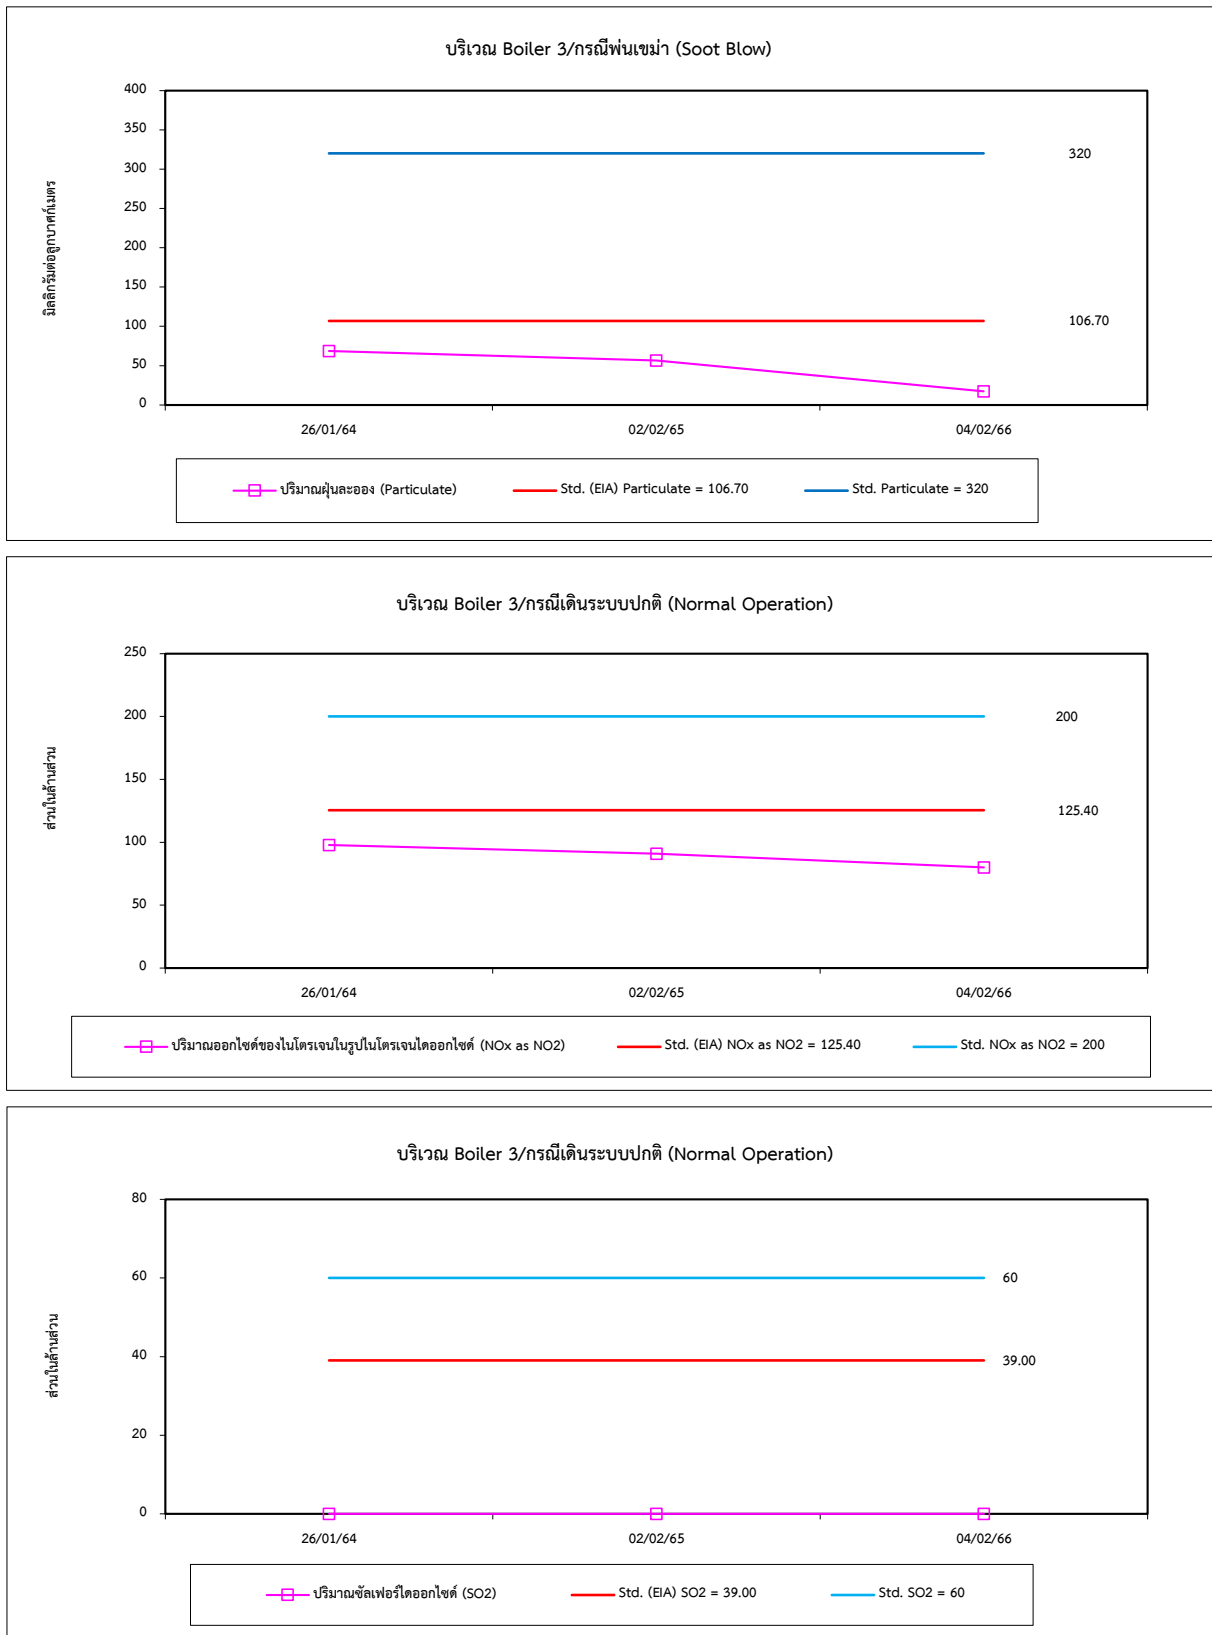 บริเวณ Boiler 3/กรณีพ่นเขม่า (Soot Blow)
มิลลิกรัมต่อลูกบาศก์เมตร
400
350
300
250
200
150
100
50
0
320
106.70
26/01/64 02/02/65 04/02/66
ปริมาณฝุ่นละออง (Particulate) Std. (EIA) Particulate = 106.70 Std. Particulate = 320
บริเวณ Boiler 3/กรณีเดินระบบปกติ (Normal Operation)
ส่วนในล้านส่วน
250
200
150
100
50
0
200
125.40
26/01/64 02/02/65 04/02/66
ปริมาณออกไซด์ของไนโตรเจนในรูปไนโตรเจนไดออกไซด์ (NOx as NO2) Std. (EIA) NOx as NO2 = 125.40 Std. NOx as NO2 = 200
บริเวณ Boiler 3/กรณีเดินระบบปกติ (Normal Operation)
ส่วนในล้านส่วน
80
60
40
20
0
60
39.00
26/01/64 02/02/65 04/02/66
ปริมาณซัลเฟอร์ไดออกไซด์ (SO2) Std. (EIA) SO2 = 39.00 Std. SO2 = 60